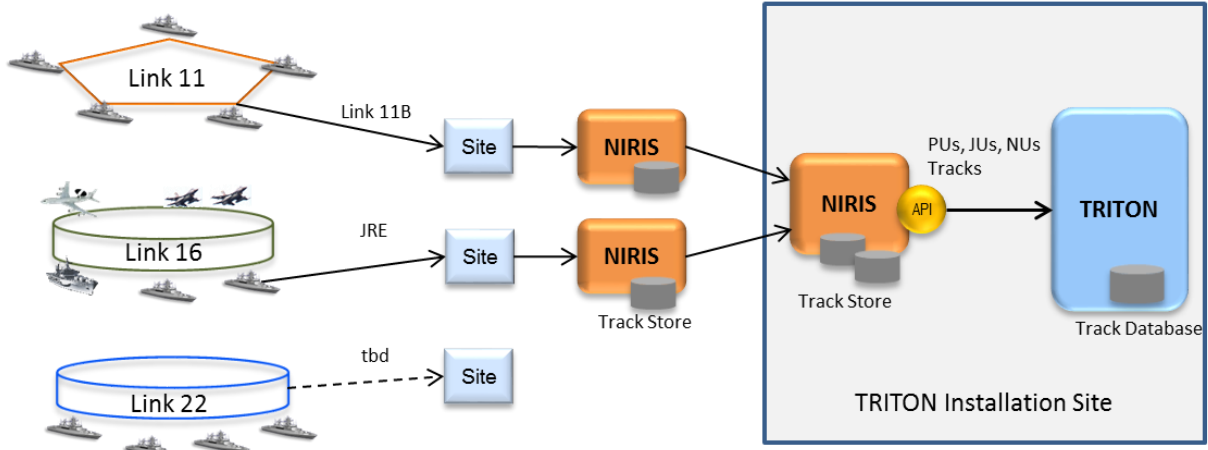 Link 11
Link 11B
Site
NIRIS
PUs, JUs, NUs
Tracks
NIRIS
API
TRITON
Track Store
Track Database
Link 16
JRE
Site
NIRIS
Track Store
Link 22
tbd
Site
TRITON Installation Site